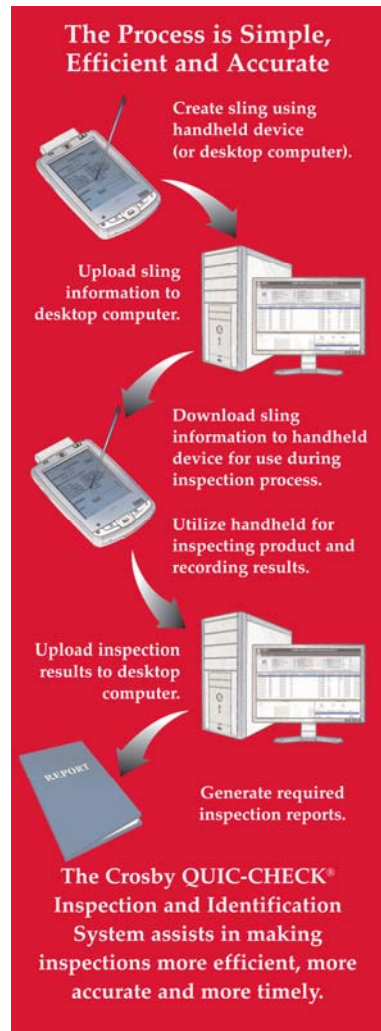 The Process is Simple,
Efficient and Accurate
Create sling using
handheld device
(or desktop computer).
Upload sling
information to
desktop computer.
Download sling
information to handheld
device for use during
inspection process.
Utilize handheld for
inspecting product and
recording results.
Upload inspection
results to desktop
computer.
REPORT
Generate required
inspection reports.
The Crosby QUIC-CHECK®
Inspection and Identification
System assists in making
inspections more efficient, more
accurate and more timely.